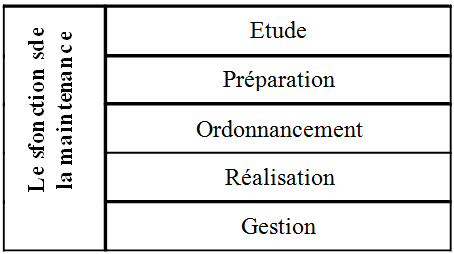 Le sfonction sde
la maintenance
Etude
Préparation
Ordonnancement
Réalisation
Gestion